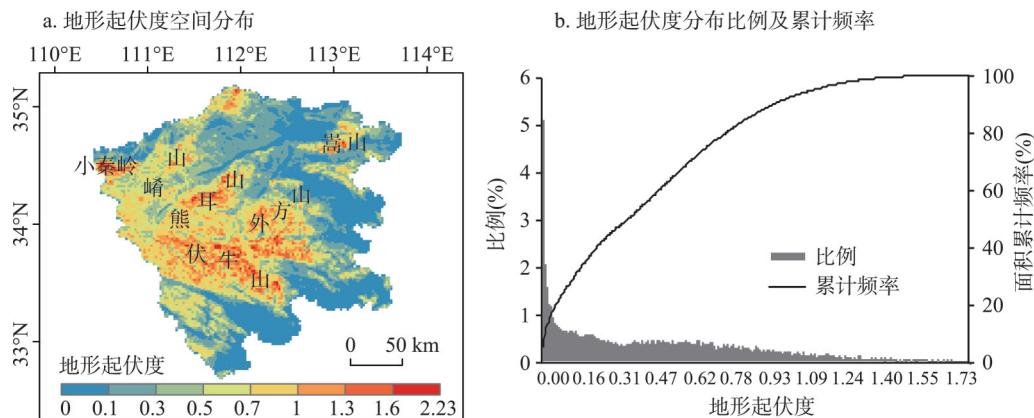 a. 地形起伏度空间分布
110°E 111°E 112°E 113°E 114°E
35°N
34°N
33°N
小秦岭
崤山
熊耳山
外方山
伏牛山
嵩山
0 50 km
地形起伏度
0 0.1 0.3 0.5 0.7 1 1.3 1.6 2.23
b. 地形起伏度分布比例及累计频率
比例(%)
6
5
4
3
2
1
0
100
80
60
40
20
0
面积累计频率(%)
比例
累计频率
0.00 0.16 0.31 0.47 0.62 0.78 0.93 1.09 1.24 1.40 1.55 1.73
地形起伏度